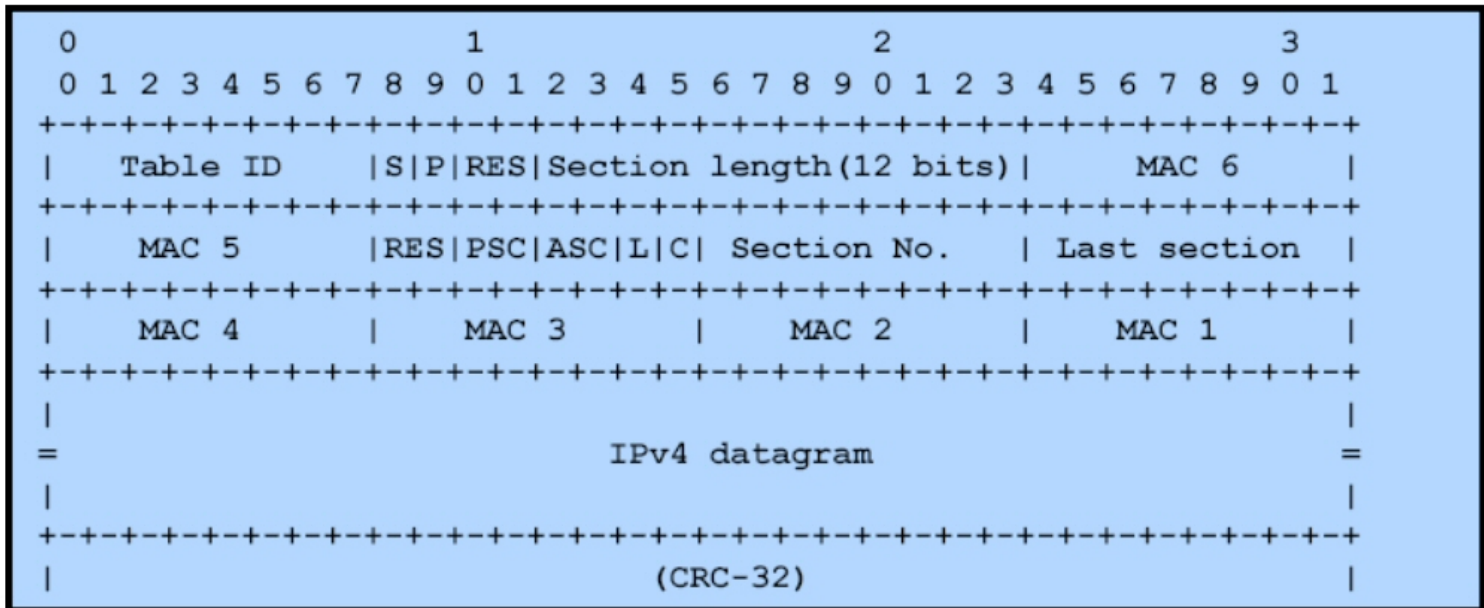 0                   1                   2                   3
0 1 2 3 4 5 6 7 8 9 0 1 2 3 4 5 6 7 8 9 0 1 2 3 4 5 6 7 8 9 0 1
+-+-+-+-+-+-+-+-+-+-+-+-+-+-+-+-+-+-+-+-+-+-+-+-+-+-+-+-+-+-+-+-+
|   Table ID    |S|P|RES|Section length(12 bits)|     MAC 6     |
+-+-+-+-+-+-+-+-+-+-+-+-+-+-+-+-+-+-+-+-+-+-+-+-+-+-+-+-+-+-+-+-+
|    MAC 5      |RES|PSC|ASC|L|C| Section No.   | Last section  |
+-+-+-+-+-+-+-+-+-+-+-+-+-+-+-+-+-+-+-+-+-+-+-+-+-+-+-+-+-+-+-+-+
|    MAC 4      |    MAC 3      |    MAC 2      |    MAC 1      |
+-+-+-+-+-+-+-+-+-+-+-+-+-+-+-+-+-+-+-+-+-+-+-+-+-+-+-+-+-+-+-+-+
|                                                               |
=                           IPv4 datagram                       =
|                                                               |
+-+-+-+-+-+-+-+-+-+-+-+-+-+-+-+-+-+-+-+-+-+-+-+-+-+-+-+-+-+-+-+-+
|                             (CRC-32)                          |